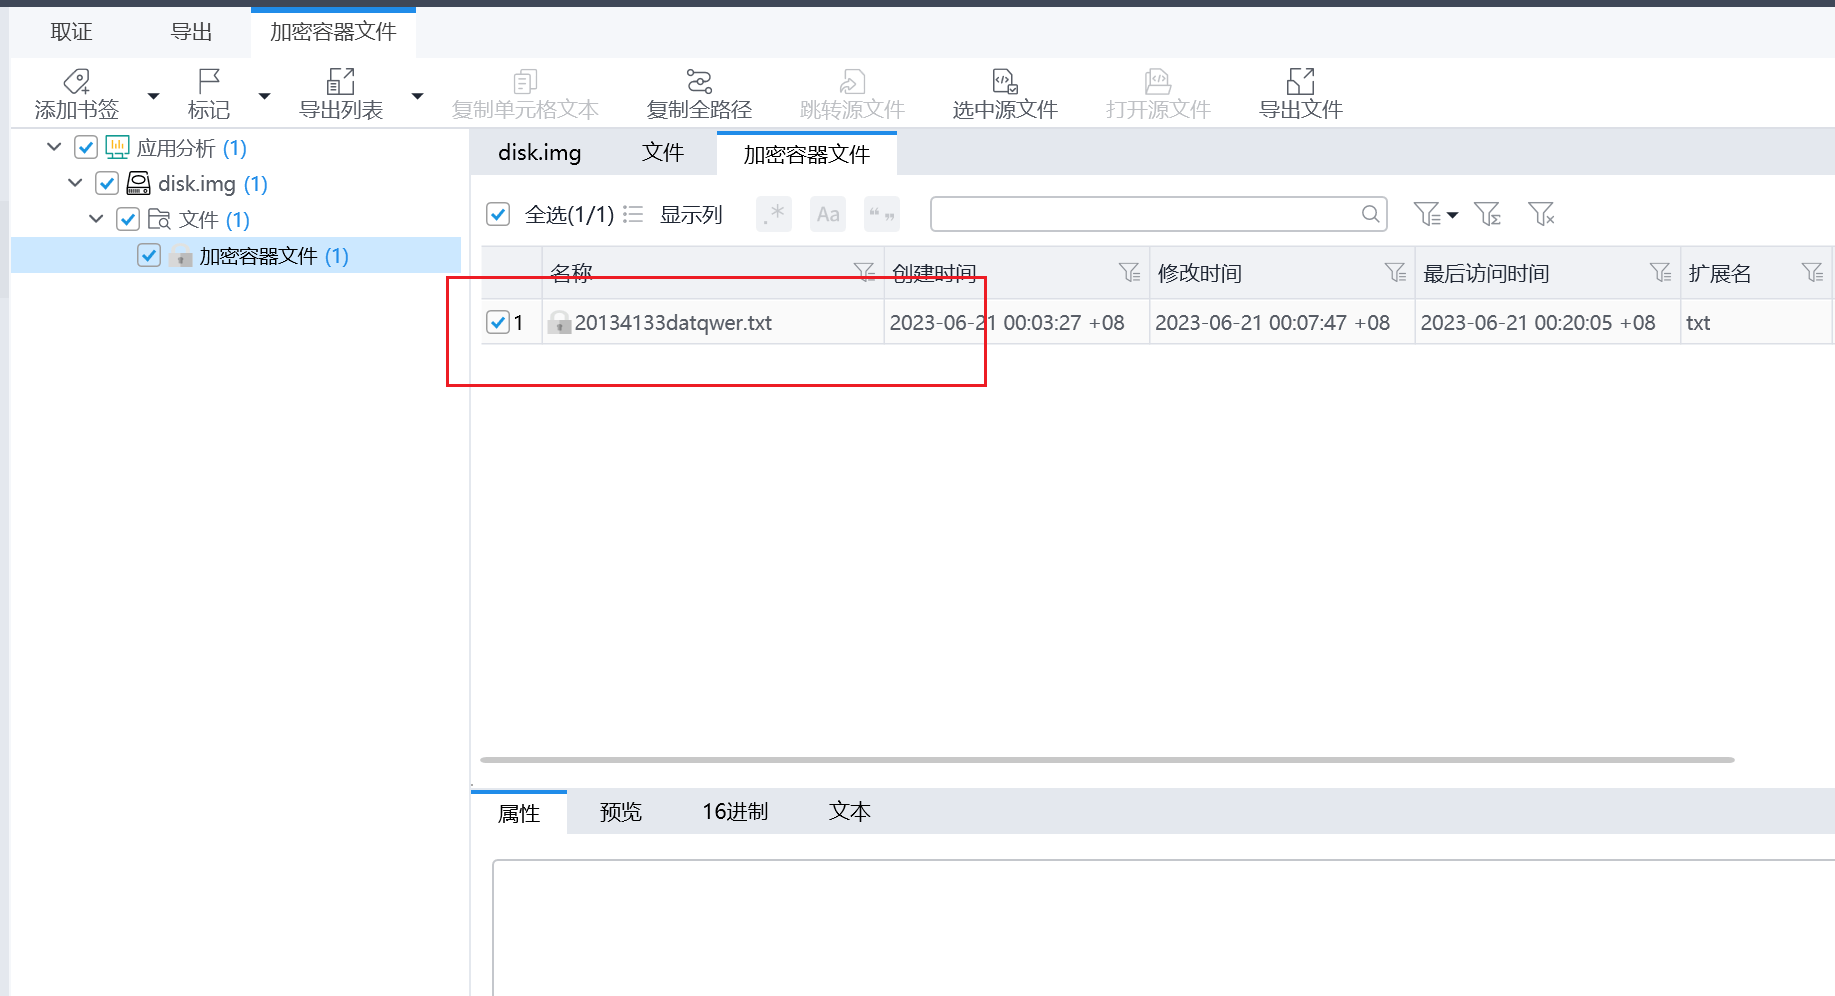 取证 导出 加密容器文件
添加书签 标记 导出列表 复制单元格文本 复制全路径 跳转源文件 选中源文件 打开源文件 导出文件
应用分析 (1)
disk.img (1)
文件 (1)
加密容器文件 (1)
disk.img 文件 加密容器文件
全选(1/1) 显示列 .* Aa “ ”
名称 创建时间 修改时间 最后访问时间 扩展名
1 20134133datqwer.txt 2023-06-21 00:03:27 +08 2023-06-21 00:07:47 +08 2023-06-21 00:20:05 +08 txt
属性 预览 16进制 文本